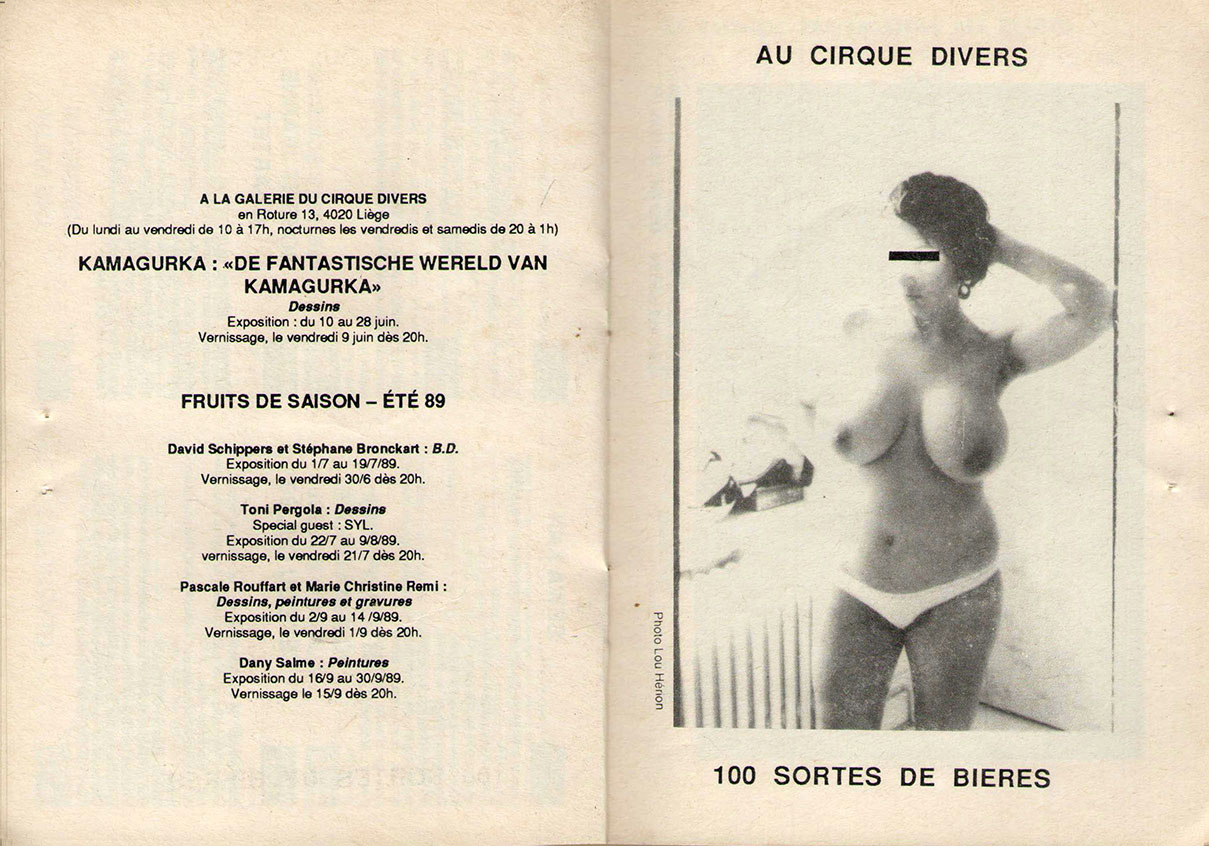 A LA GALERIE DU CIRQUE DIVERS
en Roture 13, 4020 Liège
(Du lundi au vendredi de 10 à 17h, nocturnes les vendredis et samedis de 20 à 1h)
KAMAGURKA : «DE FANTASTISCHE WERELD VAN
KAMAGURKA»
Dessins
Exposition : du 10 au 28 juin.
Vernissage, le vendredi 9 juin dès 20h.
FRUITS DE SAISON – ÉTÉ 89
David Schippers et Stéphane Bronckart : B.D.
Exposition du 1/7 au 19/7/89.
Vernissage, le vendredi 30/6 dès 20h.
Toni Pergola : Dessins
Special guest : SYL.
Exposition du 22/7 au 9/8/89.
vernissage, le vendredi 21/7 dès 20h.
Pascale Rouffart et Marie Christine Remi :
Dessins, peintures et gravures
Exposition du 2/9 au 14 /9/89.
Vernissage, le vendredi 1/9 dès 20h.
Dany Salme : Peintures
Exposition du 16/9 au 30/9/89.
Vernissage le 15/9 dès 20h.
AU CIRQUE DIVERS
Photo Lou Hérion
100 SORTES DE BIERES